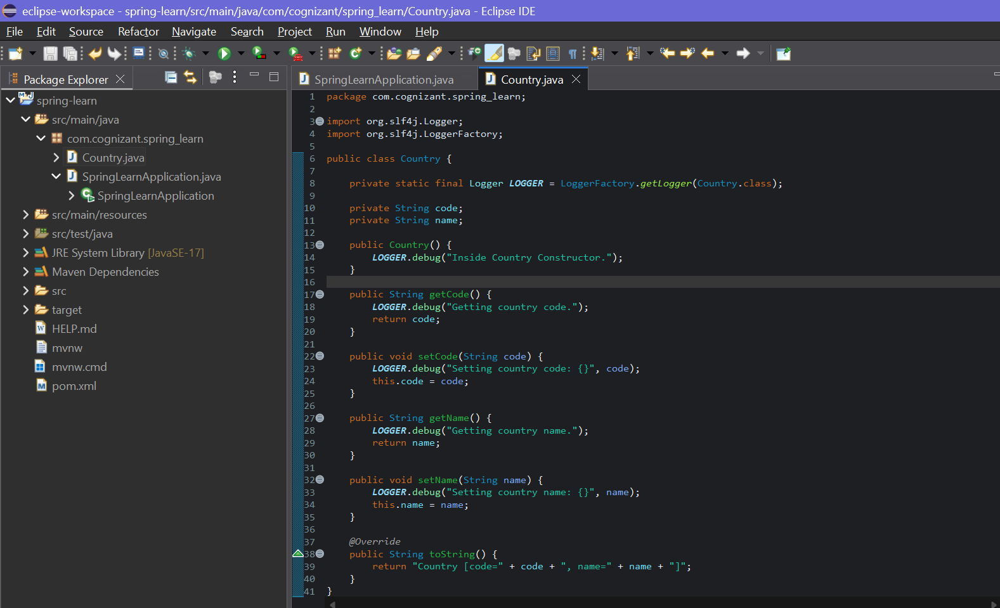 eclipse-workspace - spring-learn/src/main/java/com/cognizant/spring_learn/Country.java - Eclipse IDE
File Edit Source Refactor Navigate Search Project Run Window Help
Package Explorer
spring-learn
src/main/java
com.cognizant.spring_learn
Country.java
SpringLearnApplication.java
SpringLearnApplication
src/main/resources
src/test/java
JRE System Library [JavaSE-17]
Maven Dependencies
src
target
HELP.md
mvnw
mvnw.cmd
pom.xml
SpringLearnApplication.java Country.java
1 package com.cognizant.spring_learn;
2
3 import org.slf4j.Logger;
4 import org.slf4j.LoggerFactory;
5
6 public class Country {
7
8     private static final Logger LOGGER = LoggerFactory.getLogger(Country.class);
9
10     private String code;
11     private String name;
12
13     public Country() {
14         LOGGER.debug("Inside Country Constructor.");
15     }
16
17     public String getCode() {
18         LOGGER.debug("Getting country code.");
19         return code;
20     }
21
22     public void setCode(String code) {
23         LOGGER.debug("Setting country code: {}", code);
24         this.code = code;
25     }
26
27     public String getName() {
28         LOGGER.debug("Getting country name.");
29         return name;
30     }
31
32     public void setName(String name) {
33         LOGGER.debug("Setting country name: {}", name);
34         this.name = name;
35     }
36
37     @Override
38     public String toString() {
39         return "Country [code=" + code + ", name=" + name + "]";
40     }
41 }